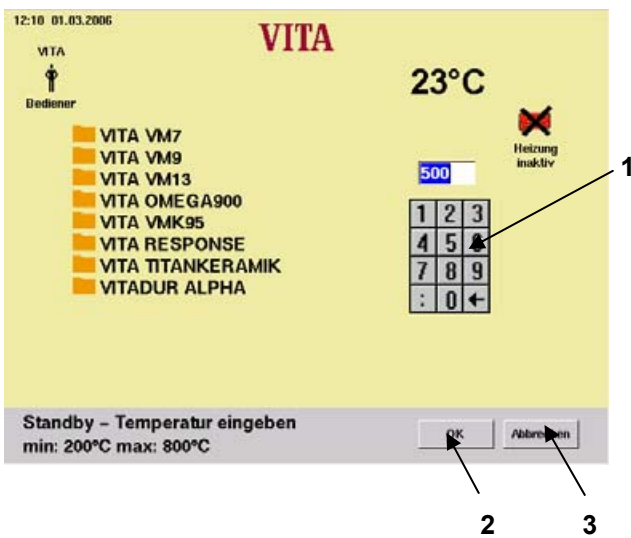 12:10 01.03.2006
VITA
VITA
Bediener
23°C
Heizung
inaktiv
VITA VM7
VITA VM9
VITA VM13
VITA OMEGA900
VITA VMK95
VITA RESPONSE
VITA TITANKERAMIK
VITADUR ALPHA
500
1 2 3
4 5 6
7 8 9
: 0 ←
1
Standby – Temperatur eingeben
min: 200°C max: 800°C
OK
Abbrechen
2
3